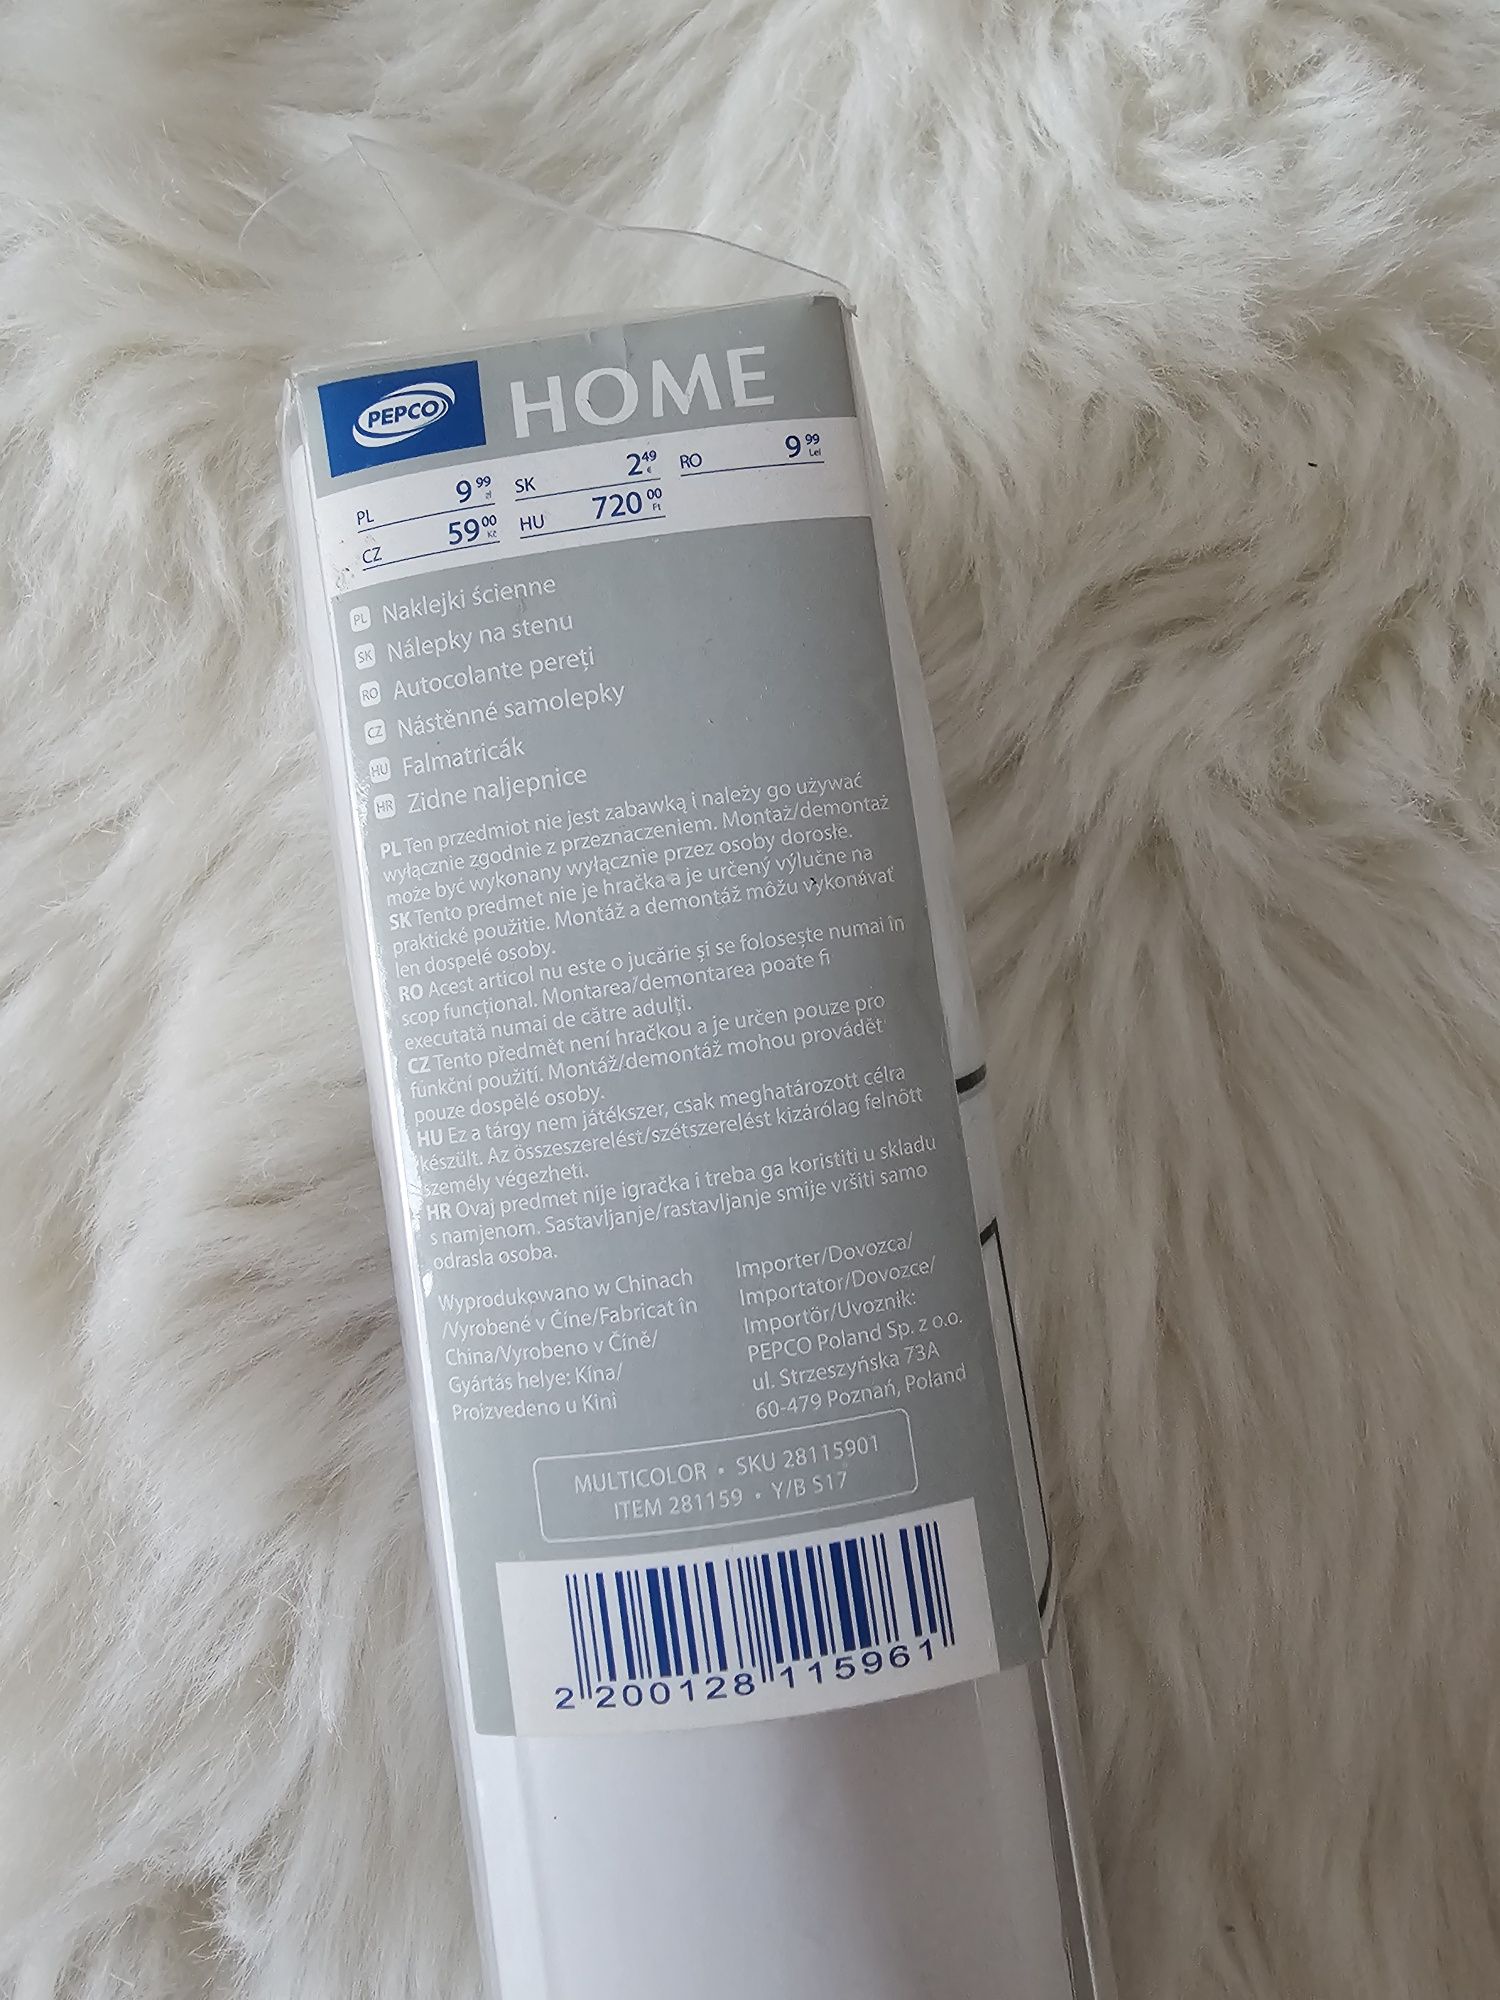 PEPCO HOME
PL 9 99 zł SK 2 49 € RO 9 99 Lei
CZ 59 00 Kč HU 720 00 Ft
PL Naklejki ścienne
SK Nálepky na stenu
RO Autocolante pereți
CZ Nástěnné samolepky
HU Falmatricák
HR Zidne naljepnice
PL Ten przedmiot nie jest zabawką i należy go używać
wyłącznie zgodnie z przeznaczeniem. Montaż/demontaż
może być wykonany wyłącznie przez osoby dorosłe.
SK Tento predmet nie je hračka a je určený výlučne na
praktické použitie. Montáž a demontáž môžu vykonávať
len dospelé osoby.
RO Acest articol nu este o jucărie și se folosește numai în
scop funcțional. Montarea/demontarea poate fi
executată numai de către adulți.
CZ Tento předmět není hračkou a je určen pouze pro
funkční použití. Montáž/demontáž mohou provádět
pouze dospělé osoby.
HU Ez a tárgy nem játékszer, csak meghatározott célra
készült. Az összeszerelést/szétszerelést kizárólag felnőtt
személy végezheti.
HR Ovaj predmet nije igračka i treba ga koristiti u skladu
s namjenom. Sastavljanje/rastavljanje smije vršiti samo
odrasla osoba.
Wyprodukowano w Chinach
/Vyrobené v Číne/Fabricat în
China/Vyrobeno v Číně/
Gyártás helye: Kína/
Proizvedeno u Kini
Importer/Dovozca/
Importator/Dovozce/
Importőr/Uvoznik:
PEPCO Poland Sp. z o.o.
ul. Strzeszyńska 73A
60-479 Poznań, Poland
MULTICOLOR • SKU 28115901
ITEM 281159 • Y/B S17
2 200128 115961